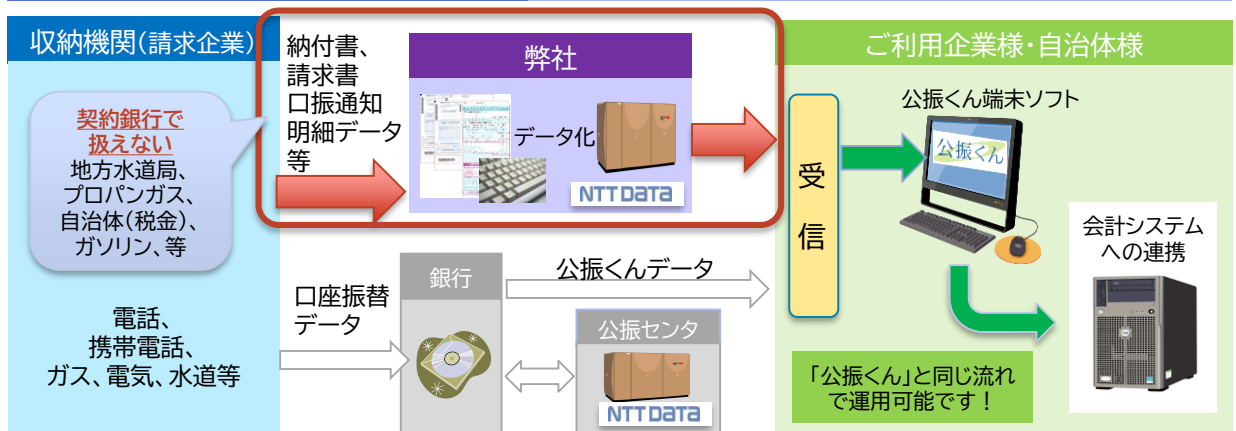 収納機関(請求企業)
契約銀行で
扱えない
地方水道局、
プロパンガス、
自治体(税金)、
ガソリン、等
電話、
携帯電話、
ガス、電気、水道等
納付書、
請求書
口振通知
明細データ
等
弊社
データ化
NTT DATA
口座振替
データ
銀行
公振くんデータ
公振センタ
NTT DATA
ご利用企業様・自治体様
受
信
公振くん端末ソフト
公振くん
会計システム
への連携
「公振くん」と同じ流れ
で運用可能です!